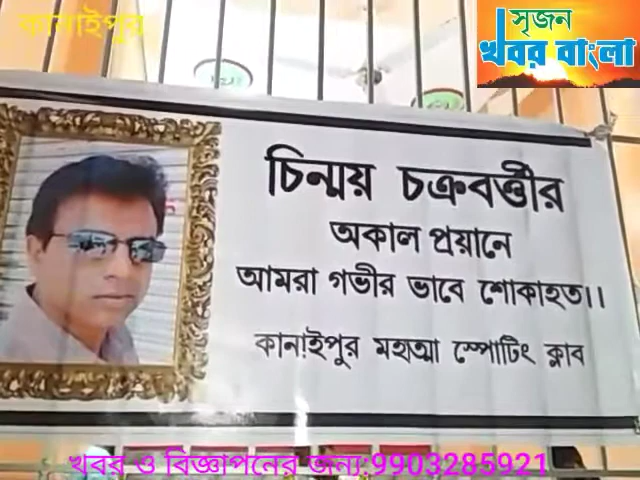 কানাইপুর
সৃজন
খবর বাংলা
চিন্ময় চক্রবর্ত্তীর
অকাল প্রয়ানে
আমরা গভীর ভাবে শোকাহত।।
কানাইপুর মহাত্মা স্পোটিং ক্লাব
খবর ও বিজ্ঞাপনের জন্য:9903285921